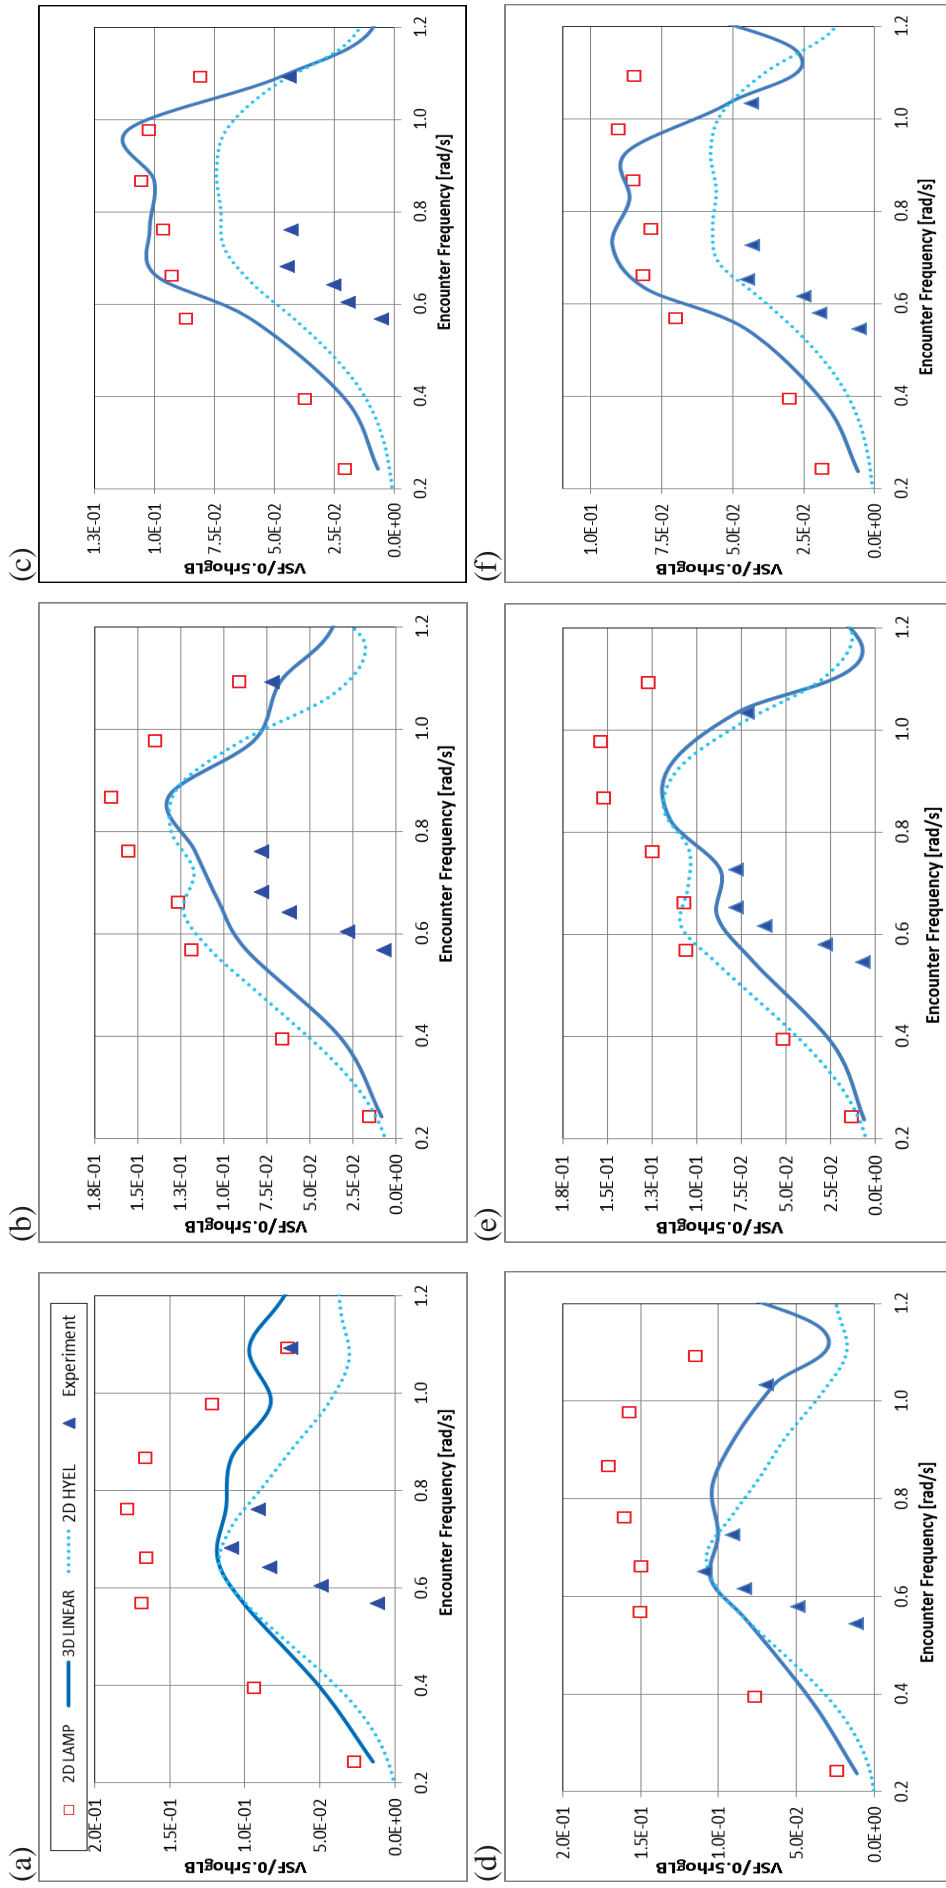 (a)
2D LAMP 3D LINEAR 2D HYEL Experiment
2.0E-01
1.5E-01
1.0E-01
5.0E-02
0.0E+00
VSF/0.5rhogLB
0.2 0.4 0.6 0.8 1.0 1.2
Encounter Frequency [rad/s]
(b)
1.8E-01
1.5E-01
1.3E-01
1.0E-01
7.5E-02
5.0E-02
2.5E-02
0.0E+00
VSF/0.5rhogLB
0.2 0.4 0.6 0.8 1.0 1.2
Encounter Frequency [rad/s]
(c)
1.3E-01
1.0E-01
7.5E-02
5.0E-02
2.5E-02
0.0E+00
VSF/0.5rhogLB
0.2 0.4 0.6 0.8 1.0 1.2
Encounter Frequency [rad/s]
(d)
2.0E-01
1.5E-01
1.0E-01
5.0E-02
0.0E+00
VSF/0.5rhogLB
0.2 0.4 0.6 0.8 1.0 1.2
Encounter Frequency [rad/s]
(e)
1.8E-01
1.5E-01
1.3E-01
1.0E-01
7.5E-02
5.0E-02
2.5E-02
0.0E+00
VSF/0.5rhogLB
0.2 0.4 0.6 0.8 1.0 1.2
Encounter Frequency [rad/s]
(f)
1.0E-01
7.5E-02
5.0E-02
2.5E-02
0.0E+00
VSF/0.5rhogLB
0.2 0.4 0.6 0.8 1.0 1.2
Encounter Frequency [rad/s]